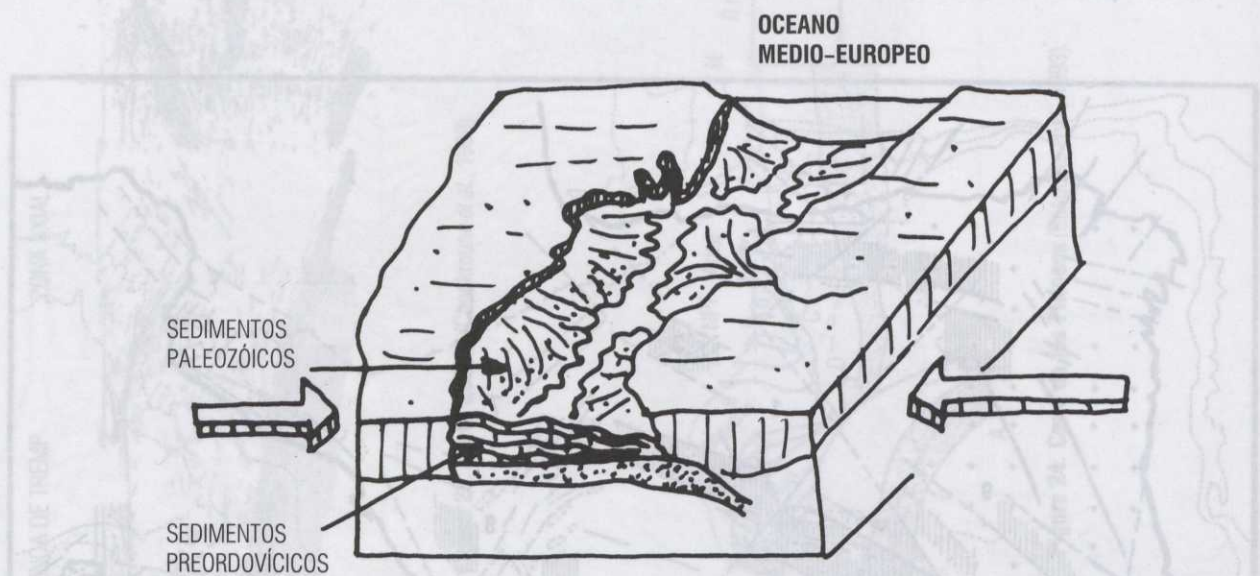 OCEANO
MEDIO-EUROPEO
SEDIMENTOS
PALEOZÓICOS
SEDIMENTOS
PREORDOVÍCICOS